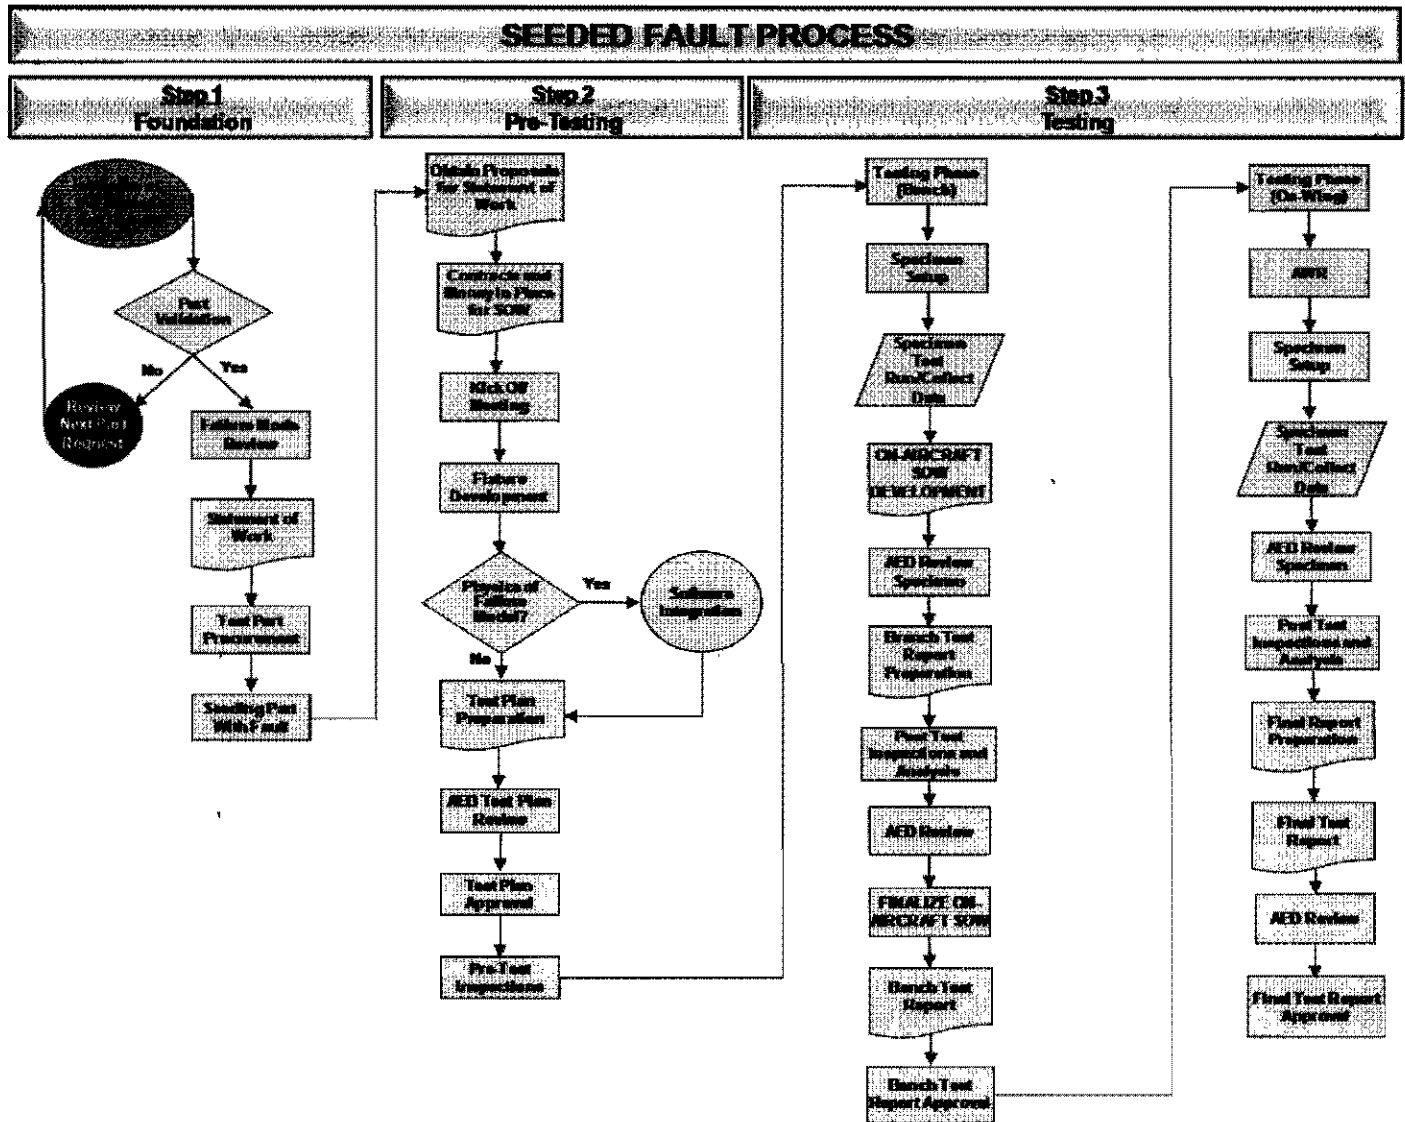 SEEDED FAULT PROCESS
Step 1
Foundation
Step 2
Pre-Testing
Step 3
Testing
Part
Validation
No
Yes
Review
Next Part
Request
Failure Mode
Review
Statement of
Work
Test Part
Procurement
Seeding Part
With Fault
Obtain Proposals
for Statement of
Work
Contracts and
Money in Place
for SOW
Kick Off
Meeting
Fixture
Development
Physics of
Failure
Model?
Yes
Software
Integration
No
Test Plan
Preparation
AED Test Plan
Review
Test Plan
Approval
Pre-Test
Inspections
Testing Phase
(Bench)
Specimen
Setup
Specimen
Test
Run/Collect
Data
ON-AIRCRAFT
SOW
DEVELOPMENT
AED Review
Specimen
Branch Test
Report
Preparation
Post Test
Inspections and
Analysis
AED Review
FINALIZE ON-
AIRCRAFT SOW
Bench Test
Report
Bench Test
Report Approval
Testing Phase
(On-Wing)
AWR
Specimen
Setup
Specimen
Test
Run/Collect
Data
AED Review
Specimen
Post Test
Inspections and
Analysis
Final Report
Preparation
Final Test
Report
AED Review
Final Test Report
Approval